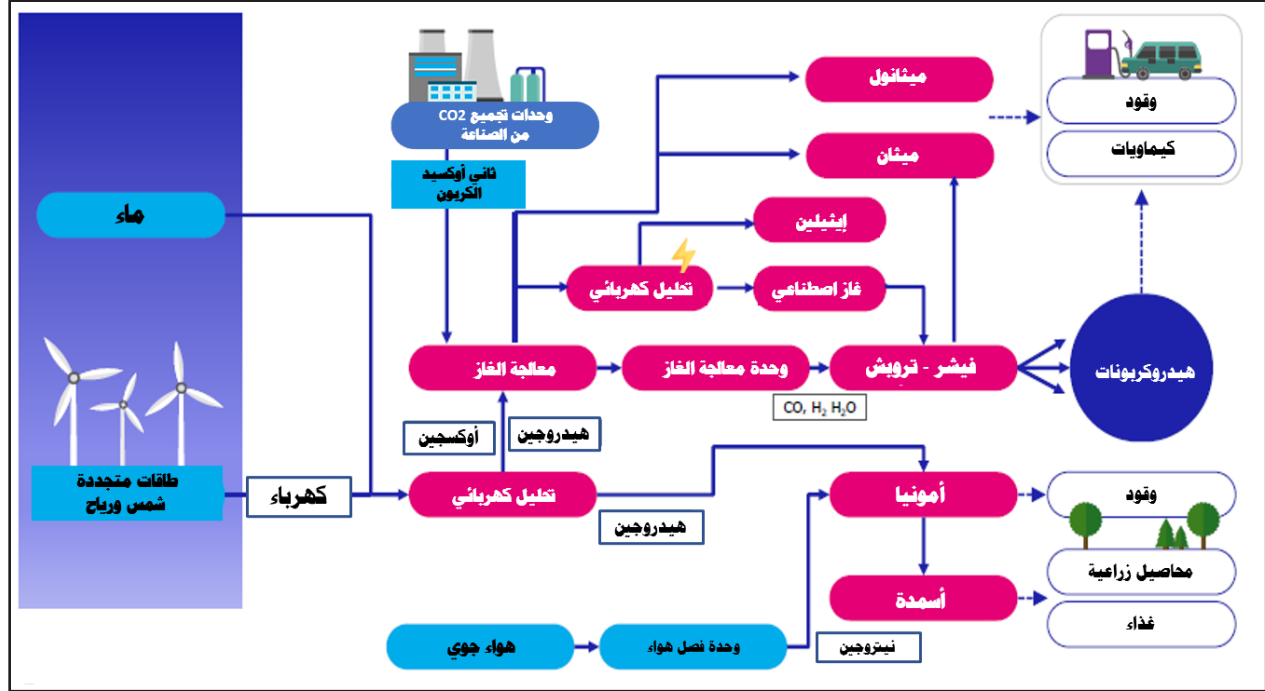 وحدات تجميع CO2
من الصناعة
ثاني أوكسيد
الكربون
ميثانول
وقود
كيماويات
ميثان
ماء
إيثيلين
تحليل كهربائي
غاز اصطناعي
معالجة الغاز
وحدة معالجة الغاز
فيشر - تروبش
هيدروكربونات
CO, H₂ H₂O
أوكسجين
هيدروجين
طاقات متجددة
شمس ورياح
كهرباء
تحليل كهربائي
هيدروجين
أمونيا
وقود
أسمدة
محاصيل زراعية
غذاء
هواء جوي
وحدة فصل هواء
نيتروجين